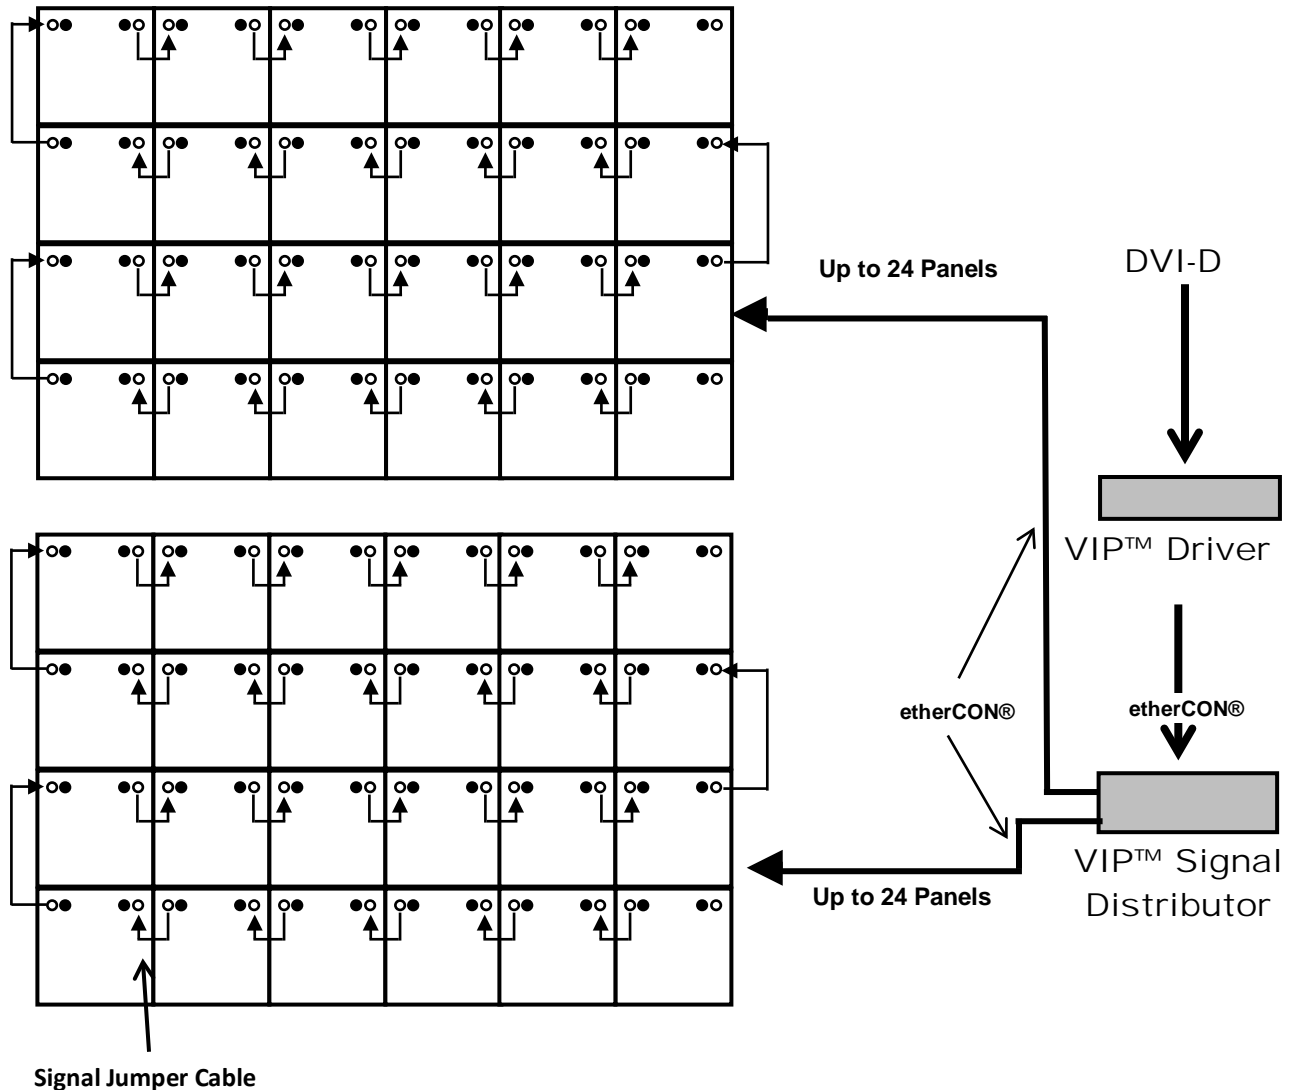 Up to 24 Panels
DVI-D
VIP™ Driver
etherCON®
etherCON®
VIP™ Signal
Distributor
Up to 24 Panels
Signal Jumper Cable